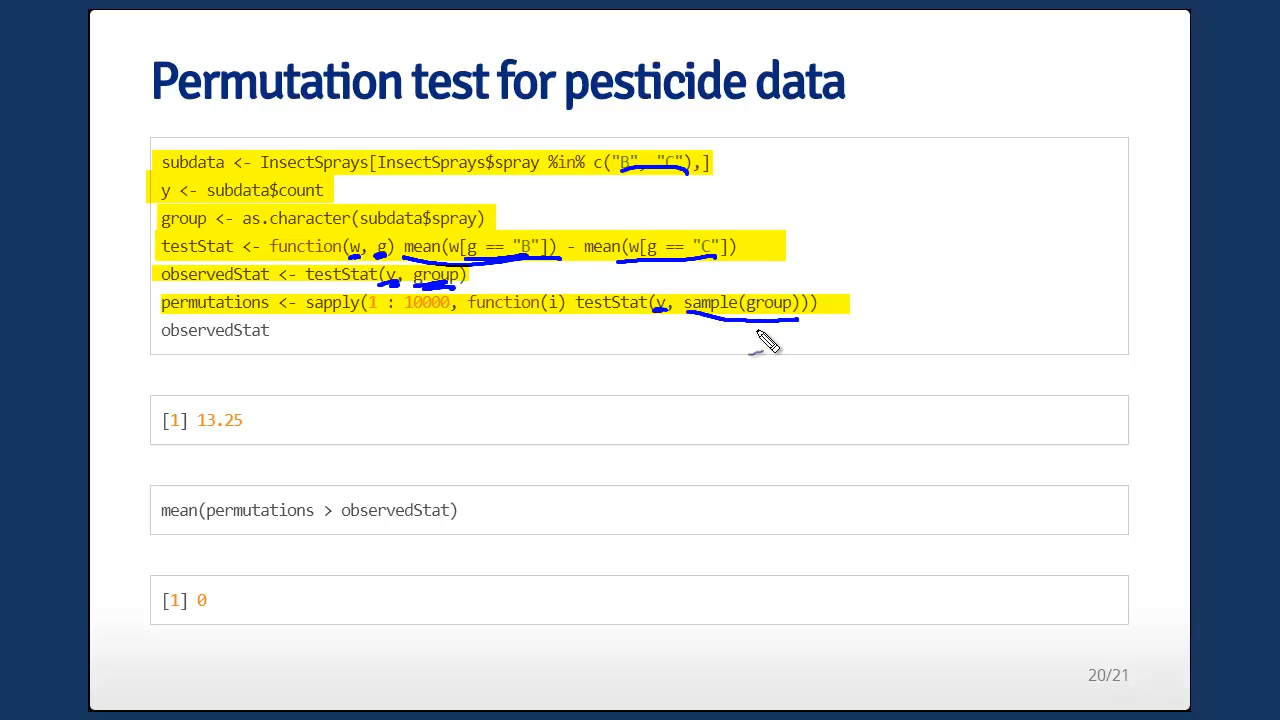 Permutation test for pesticide data
subdata <- InsectSprays[InsectSprays$spray %in% c("B", "C"),]
y <- subdata$count
group <- as.character(subdata$spray)
testStat <- function(w, g) mean(w[g == "B"]) - mean(w[g == "C"])
observedStat <- testStat(y, group)
permutations <- sapply(1 : 10000, function(i) testStat(y, sample(group)))
observedStat
[1] 13.25
mean(permutations > observedStat)
[1] 0
20/21